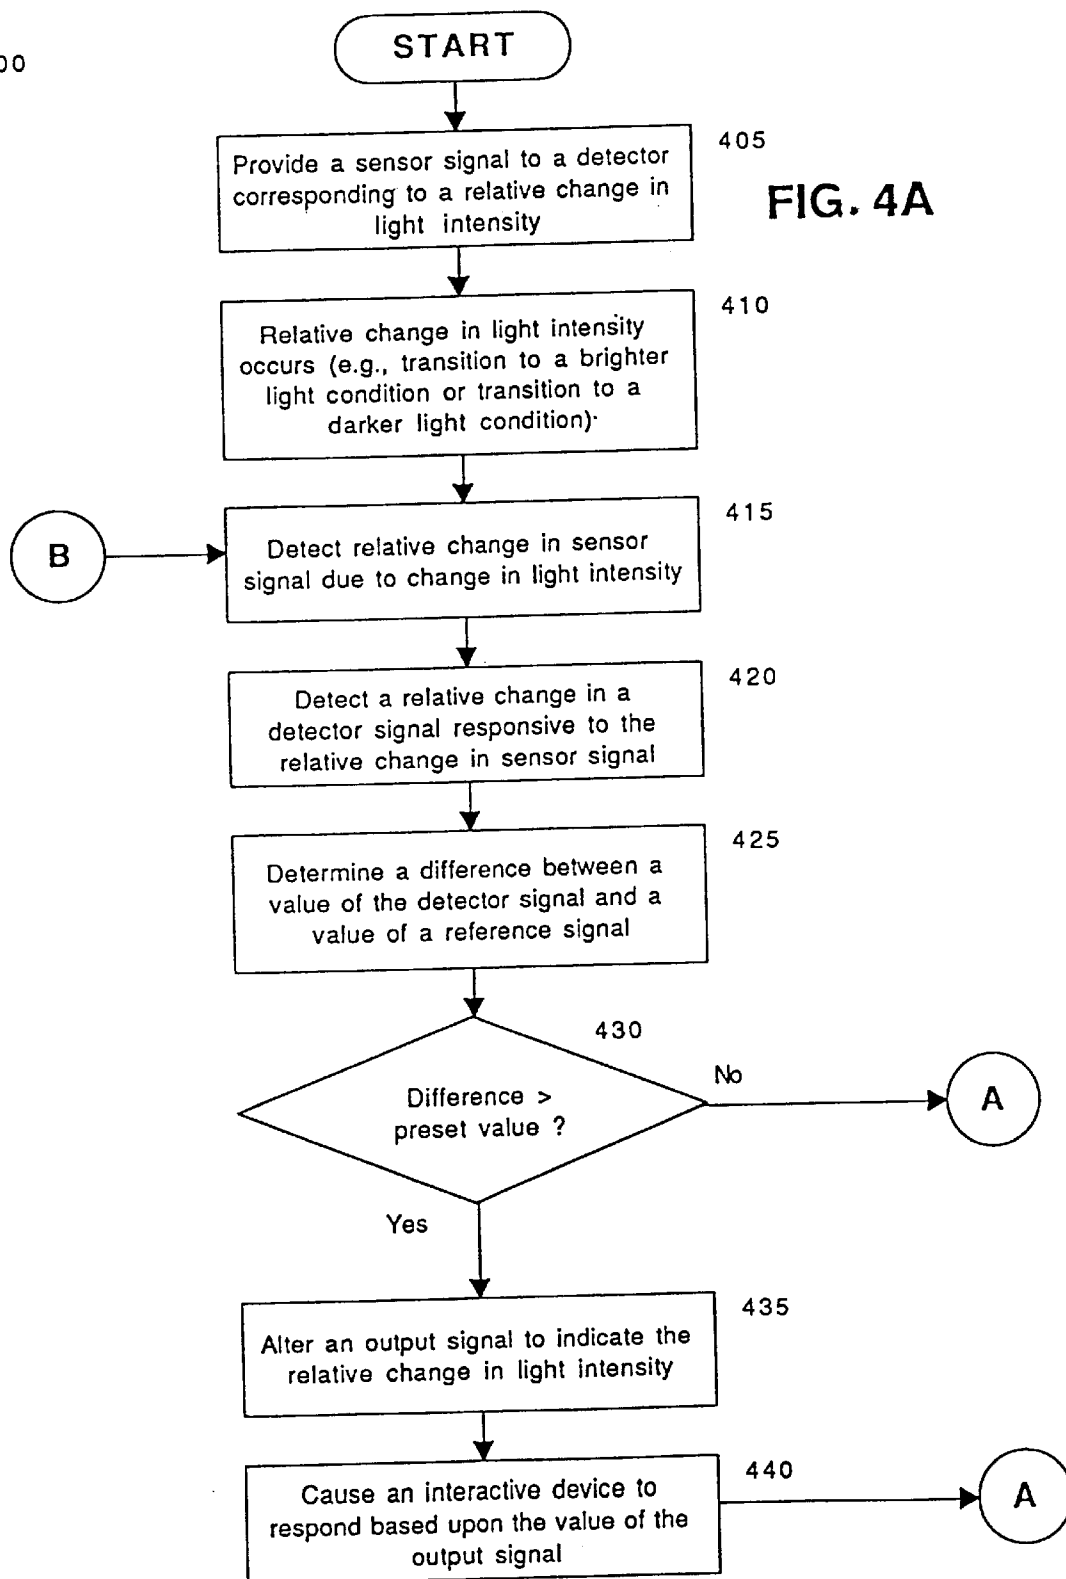 00
START
405
Provide a sensor signal to a detector
corresponding to a relative change in
light intensity
FIG. 4A
410
Relative change in light intensity
occurs (e.g., transition to a brighter
light condition or transition to a
darker light condition)
415
B
Detect relative change in sensor
signal due to change in light intensity
420
Detect a relative change in a
detector signal responsive to the
relative change in sensor signal
425
Determine a difference between a
value of the detector signal and a
value of a reference signal
430
Difference >
preset value ?
No
A
Yes
435
Alter an output signal to indicate the
relative change in light intensity
440
Cause an interactive device to
respond based upon the value of the
output signal
A